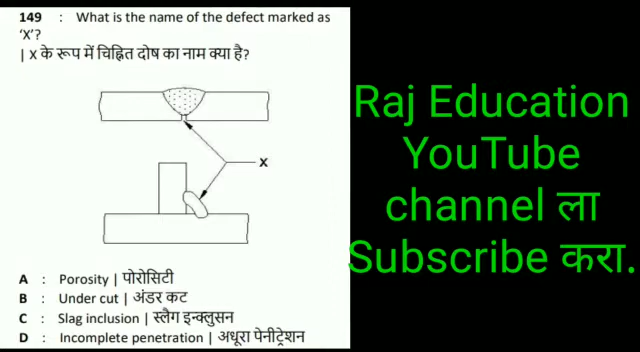 149 : What is the name of the defect marked as
‘X’?
| X के रूप में चिह्नित दोष का नाम क्या है?
X
A : Porosity | पोरोसिटी
B : Under cut | अंडर कट
C : Slag inclusion | स्लैग इन्क्लुसन
D : Incomplete penetration | अधूरा पेनीट्रेशन
Raj Education
YouTube
channel ला
Subscribe करा.